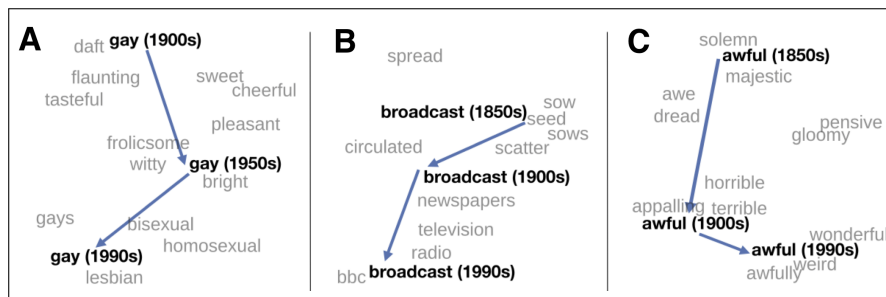 A
daft gay (1900s)
flaunting
sweet
tasteful
cheerful
pleasant
frolicsome
witty
gay (1950s)
bright
gays
bisexual
homosexual
gay (1990s)
lesbian
B
spread
broadcast (1850s)
sow
seed
sows
circulated
scatter
broadcast (1900s)
newspapers
television
radio
bbc broadcast (1990s)
C
solemn
awful (1850s)
majestic
awe
dread
pensive
gloomy
horrible
appalling terrible
awful (1900s)
wonderful
awful (1990s)
weird
awfully